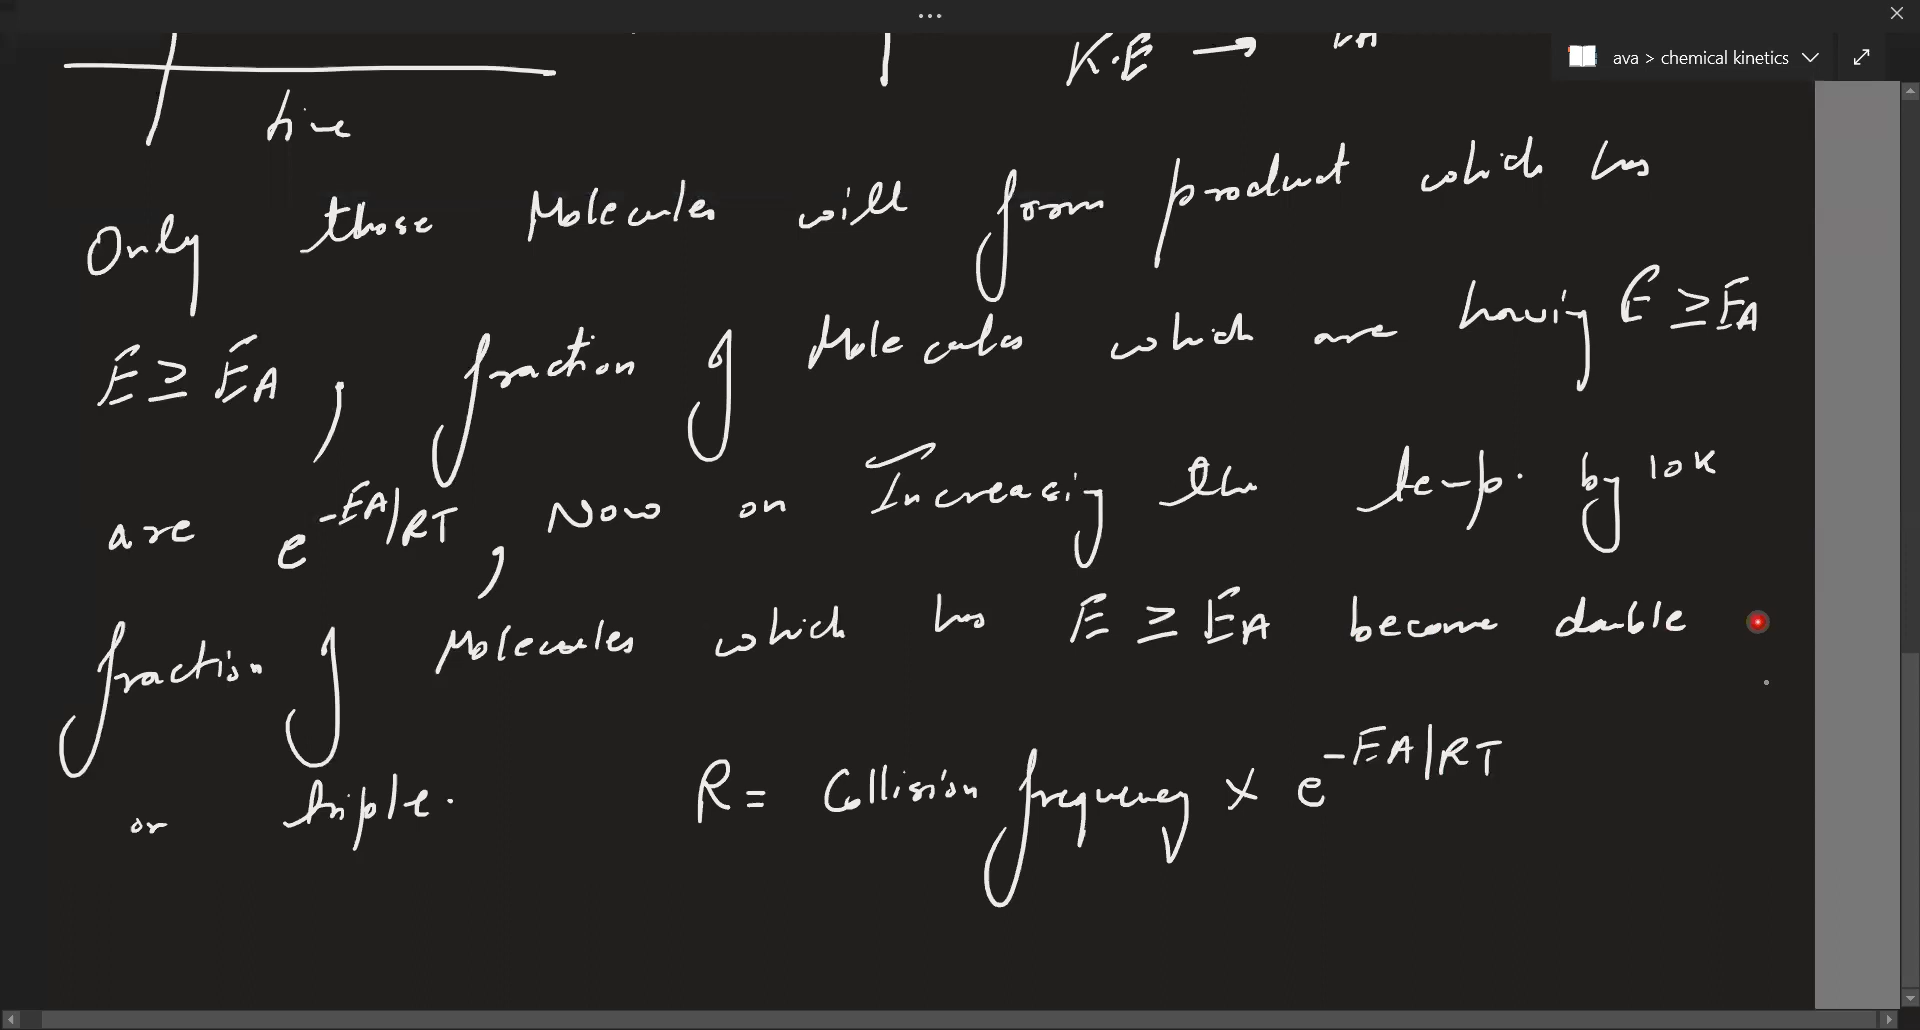 ...
ava > chemical kinetics
K.E → EA
time
Only those Molecules will form product which has
E ≥ EA, fraction of Molecules which are having E ≥ EA
are e^-EA/RT, Now on Increasing the temp. by 10K
fraction of Molecules which has E ≥ EA become double
or triple. R = Collision frequency × e^-EA/RT